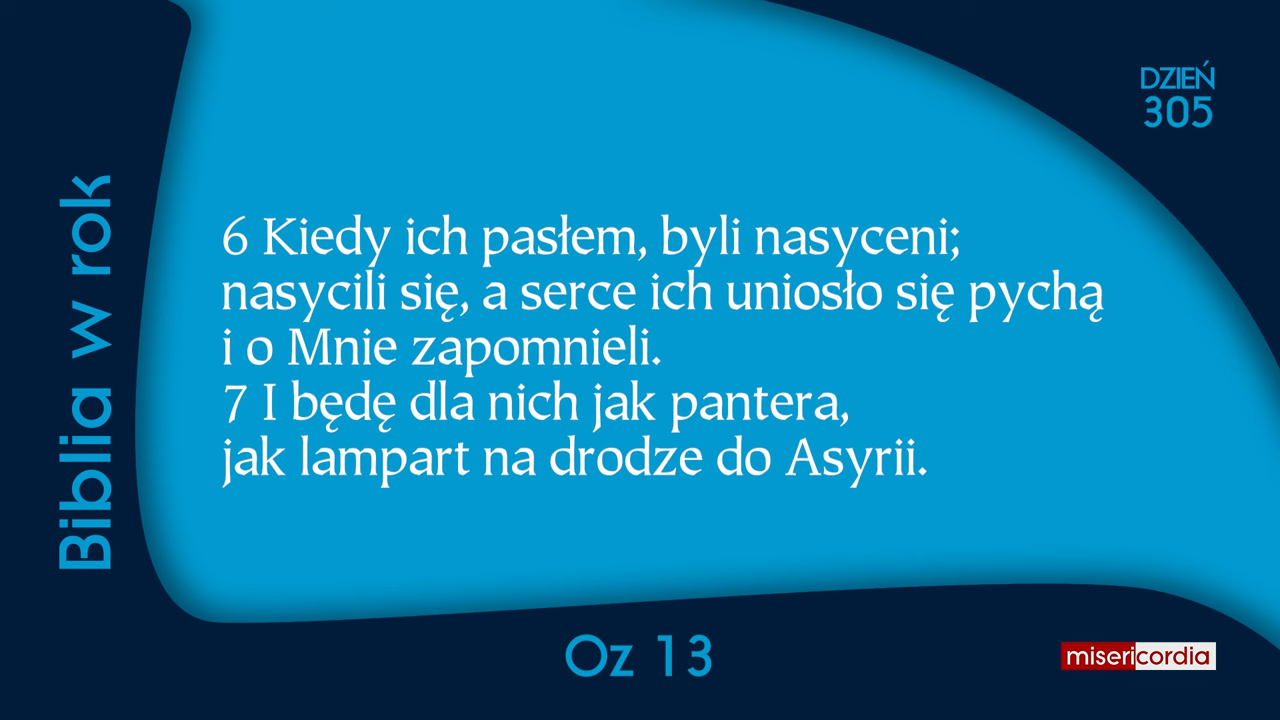 DZIEŃ
305
Biblia w rok
6 Kiedy ich pasłem, byli nasyceni;
nasycili się, a serce ich uniosło się pychą
i o Mnie zapomnieli.
7 I będę dla nich jak pantera,
jak lampart na drodze do Asyrii.
Oz 13
misericordia